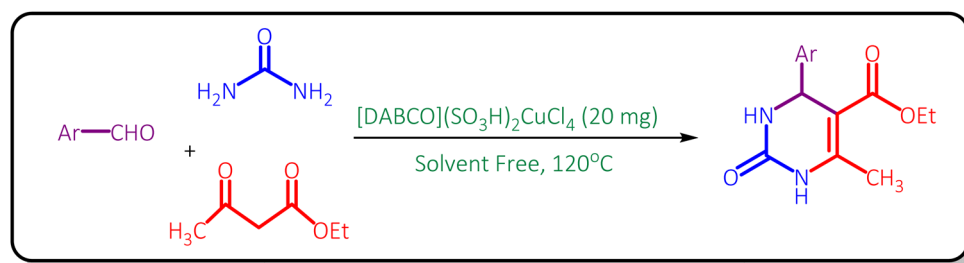 O
H₂N NH₂
Ar—CHO
+
O O
H₃C OEt
[DABCO](SO₃H)₂CuCl₄ (20 mg)
Solvent Free, 120°C
Ar
O
HN OEt
O N CH₃
H